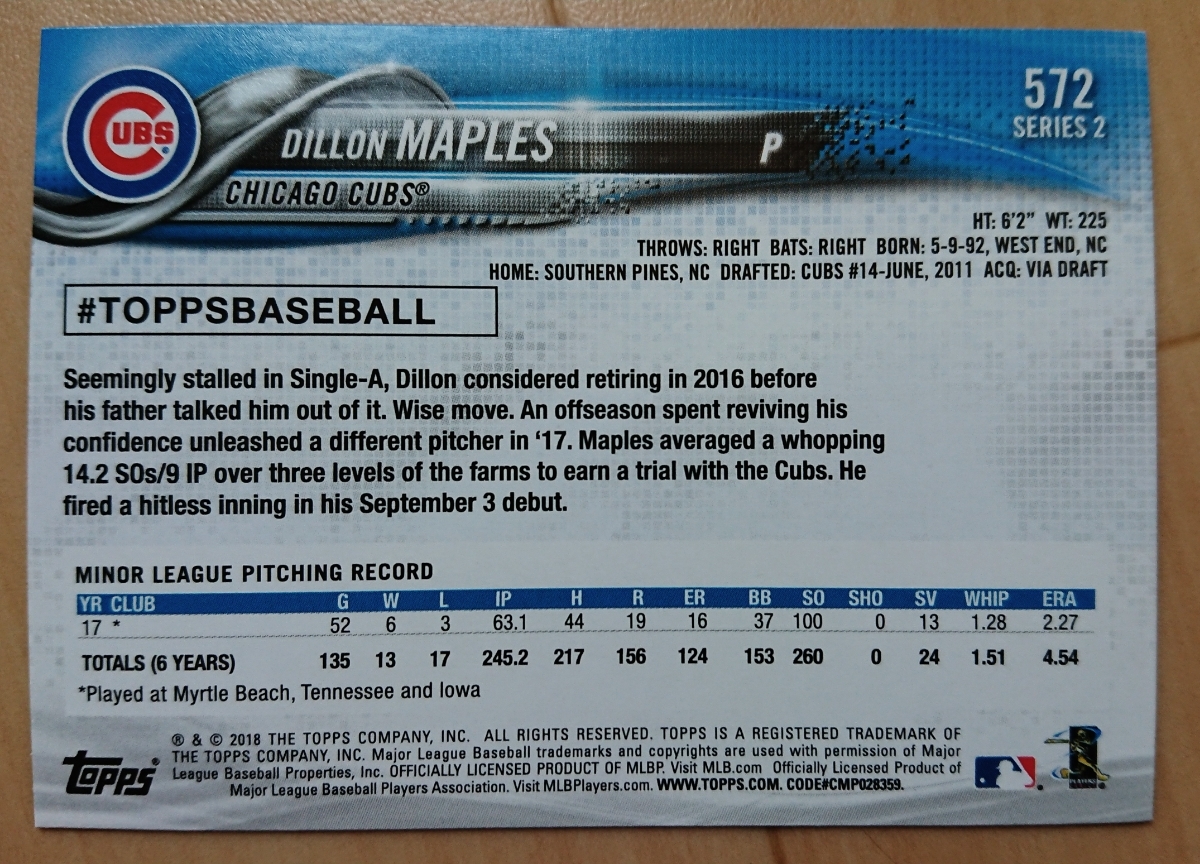 CUBS
DILLON MAPLES P
CHICAGO CUBS®
572
SERIES 2
HT: 6'2" WT: 225
THROWS: RIGHT BATS: RIGHT BORN: 5-9-92, WEST END, NC
HOME: SOUTHERN PINES, NC DRAFTED: CUBS #14-JUNE, 2011 ACQ: VIA DRAFT
#TOPPSBASEBALL
Seemingly stalled in Single-A, Dillon considered retiring in 2016 before
his father talked him out of it. Wise move. An offseason spent reviving his
confidence unleashed a different pitcher in ‘17. Maples averaged a whopping
14.2 SOs/9 IP over three levels of the farms to earn a trial with the Cubs. He
fired a hitless inning in his September 3 debut.
MINOR LEAGUE PITCHING RECORD
YR CLUB G W L IP H R ER BB SO SHO SV WHIP ERA
17 * 52 6 3 63.1 44 19 16 37 100 0 13 1.28 2.27
TOTALS (6 YEARS) 135 13 17 245.2 217 156 124 153 260 0 24 1.51 4.54
*Played at Myrtle Beach, Tennessee and Iowa
topps®
® & © 2018 THE TOPPS COMPANY, INC. ALL RIGHTS RESERVED. TOPPS IS A REGISTERED TRADEMARK OF
THE TOPPS COMPANY, INC. Major League Baseball trademarks and copyrights are used with permission of Major
League Baseball Properties, Inc. OFFICIALLY LICENSED PRODUCT OF MLBP. Visit MLB.com Officially Licensed Product of
Major League Baseball Players Association. Visit MLBPlayers.com. WWW.TOPPS.COM. CODE#CMP028359.